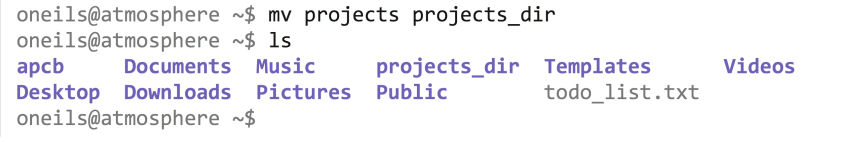 oneils@atmosphere ~$ mv projects projects_dir
oneils@atmosphere ~$ ls
apcb Documents Music projects_dir Templates Videos
Desktop Downloads Pictures Public todo_list.txt
oneils@atmosphere ~$